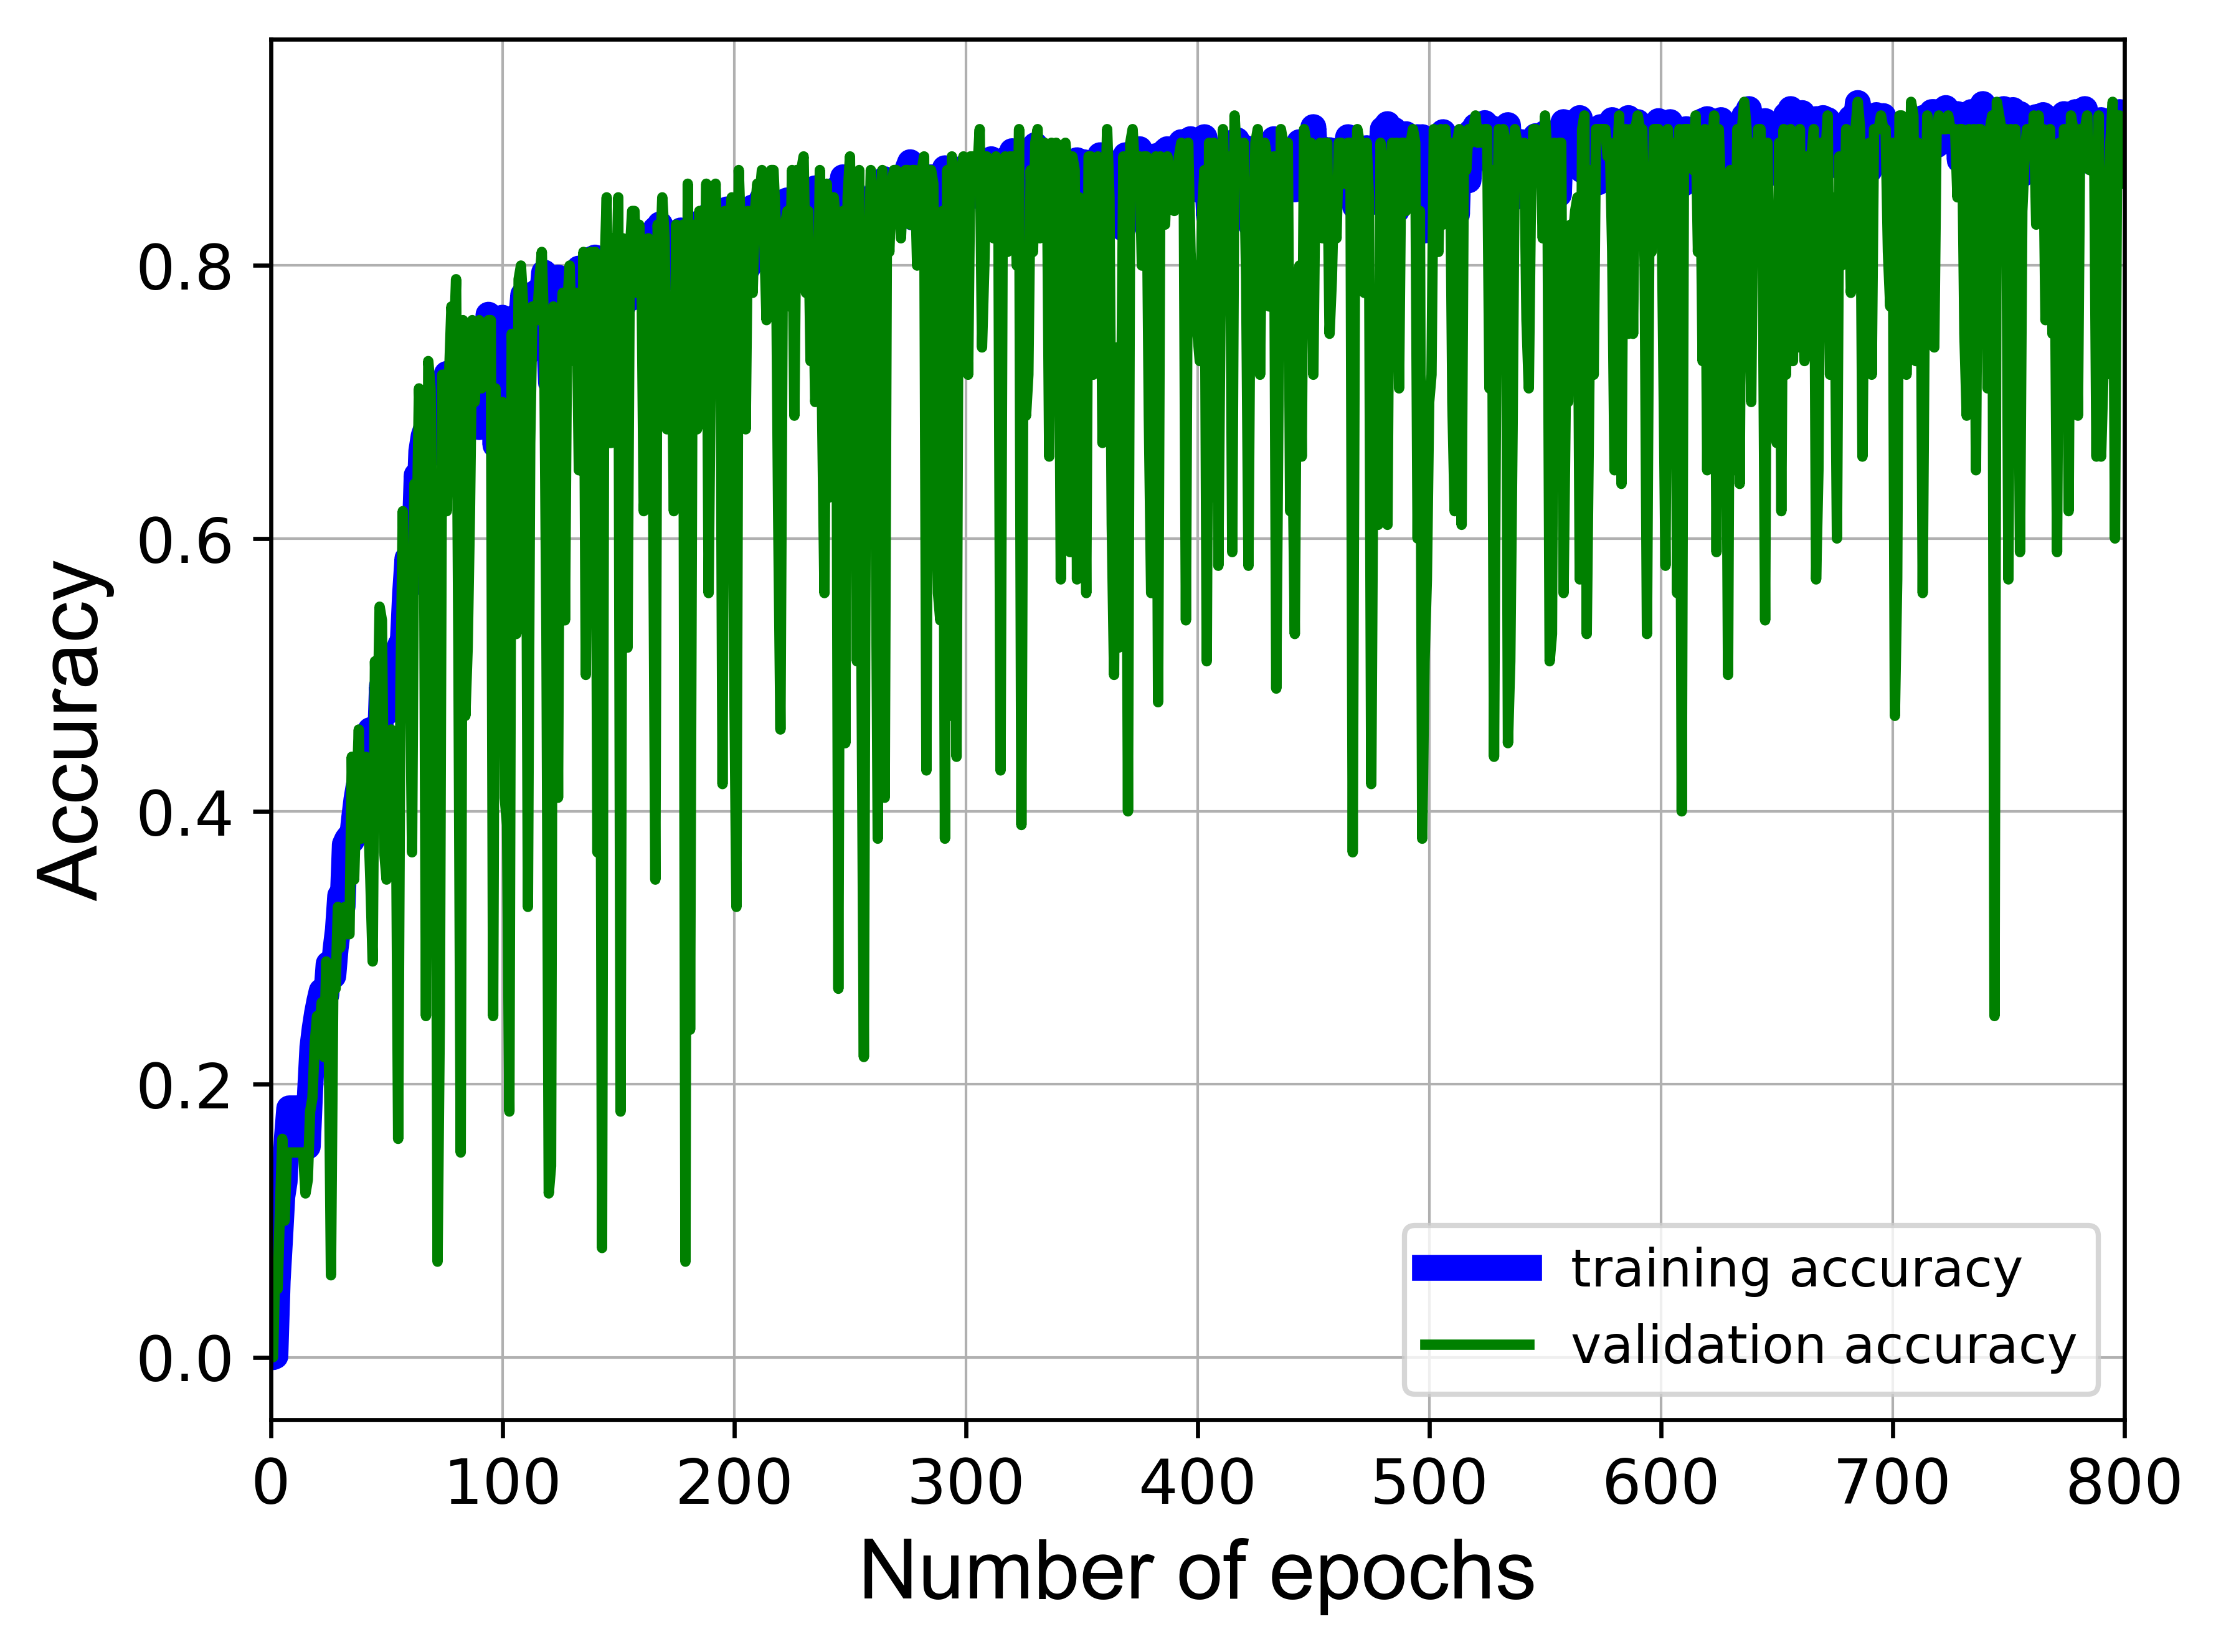 Accuracy
0.8
0.6
0.4
0.2
0.0
0 100 200 300 400 500 600 700 800
Number of epochs
training accuracy
validation accuracy